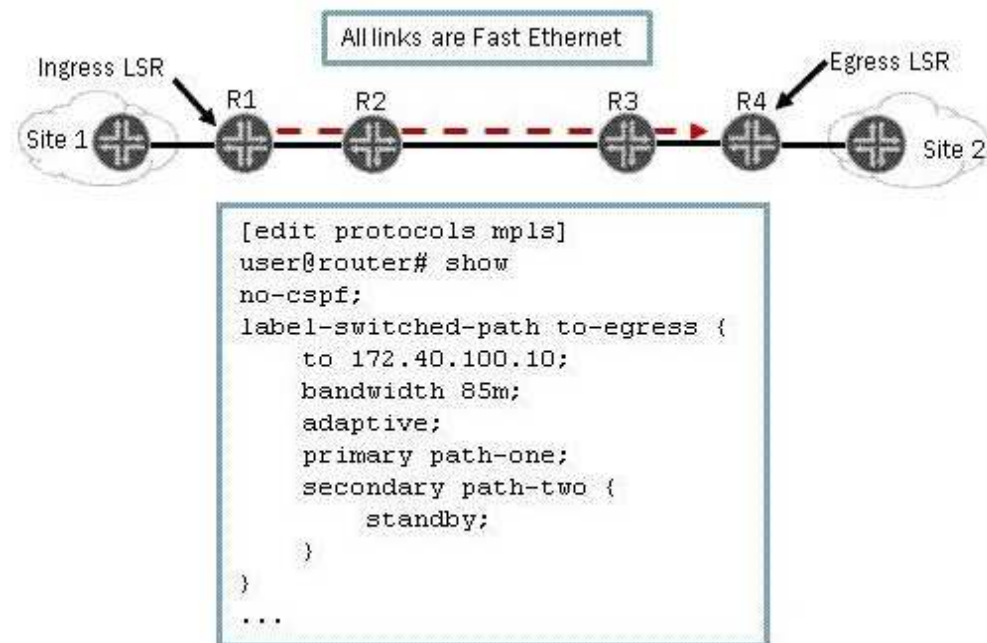 All links are Fast Ethernet
Ingress LSR
Egress LSR
R1
R2
R3
R4
Site 1
Site 2
[edit protocols mpls]
user@router# show
no-cspf;
label-switched-path to-egress {
    to 172.40.100.10;
    bandwidth 85m;
    adaptive;
    primary path-one;
    secondary path-two {
        standby;
    }
}
...